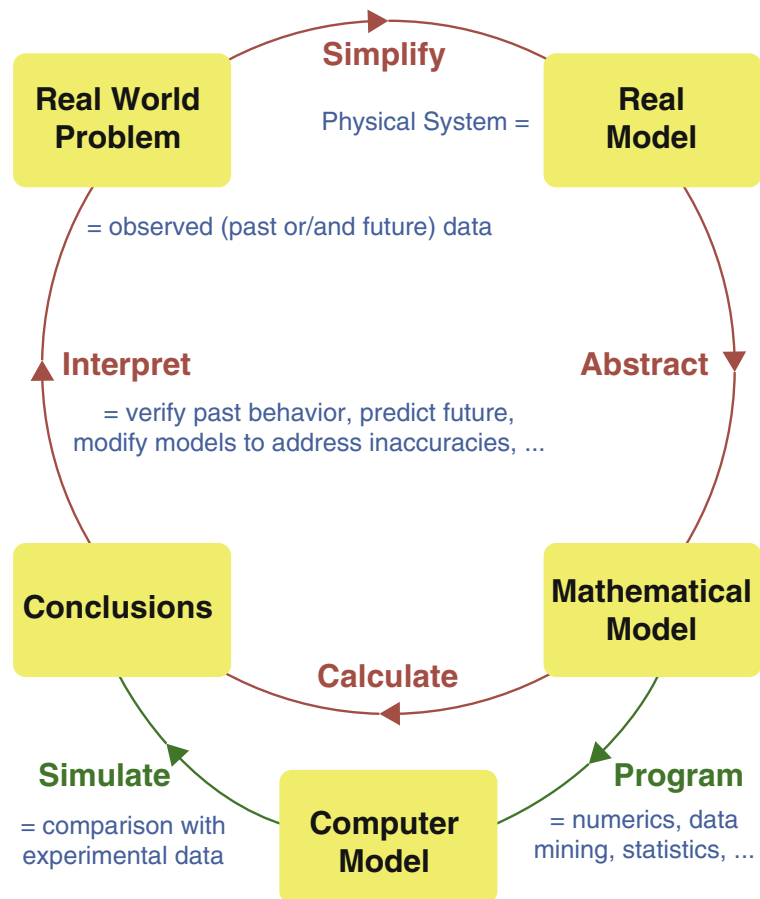 Simplify
Real World
Problem
Physical System =
Real
Model
= observed (past or/and future) data
Interpret
Abstract
= verify past behavior, predict future,
modify models to address inaccuracies, ...
Conclusions
Mathematical
Model
Calculate
Simulate
Program
= comparison with
experimental data
Computer
Model
= numerics, data
mining, statistics, ...